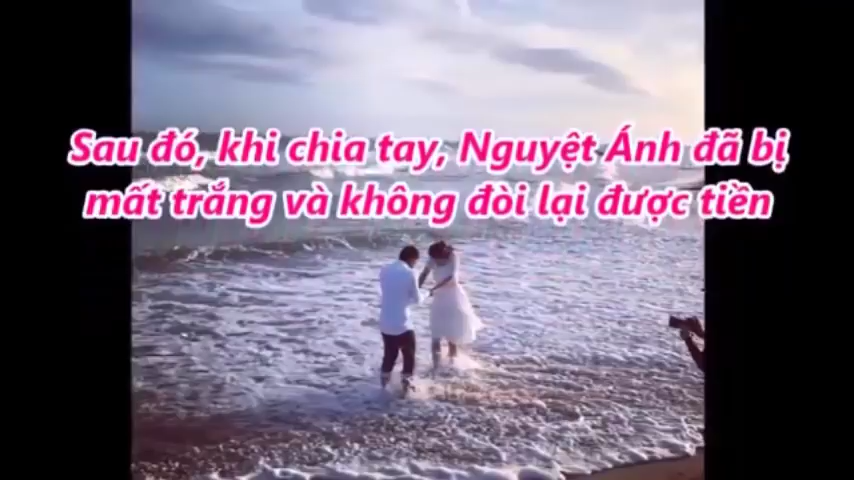 Sau đó, khi chia tay, Nguyệt Ánh đã bị
mất trắng và không đòi lại được tiền